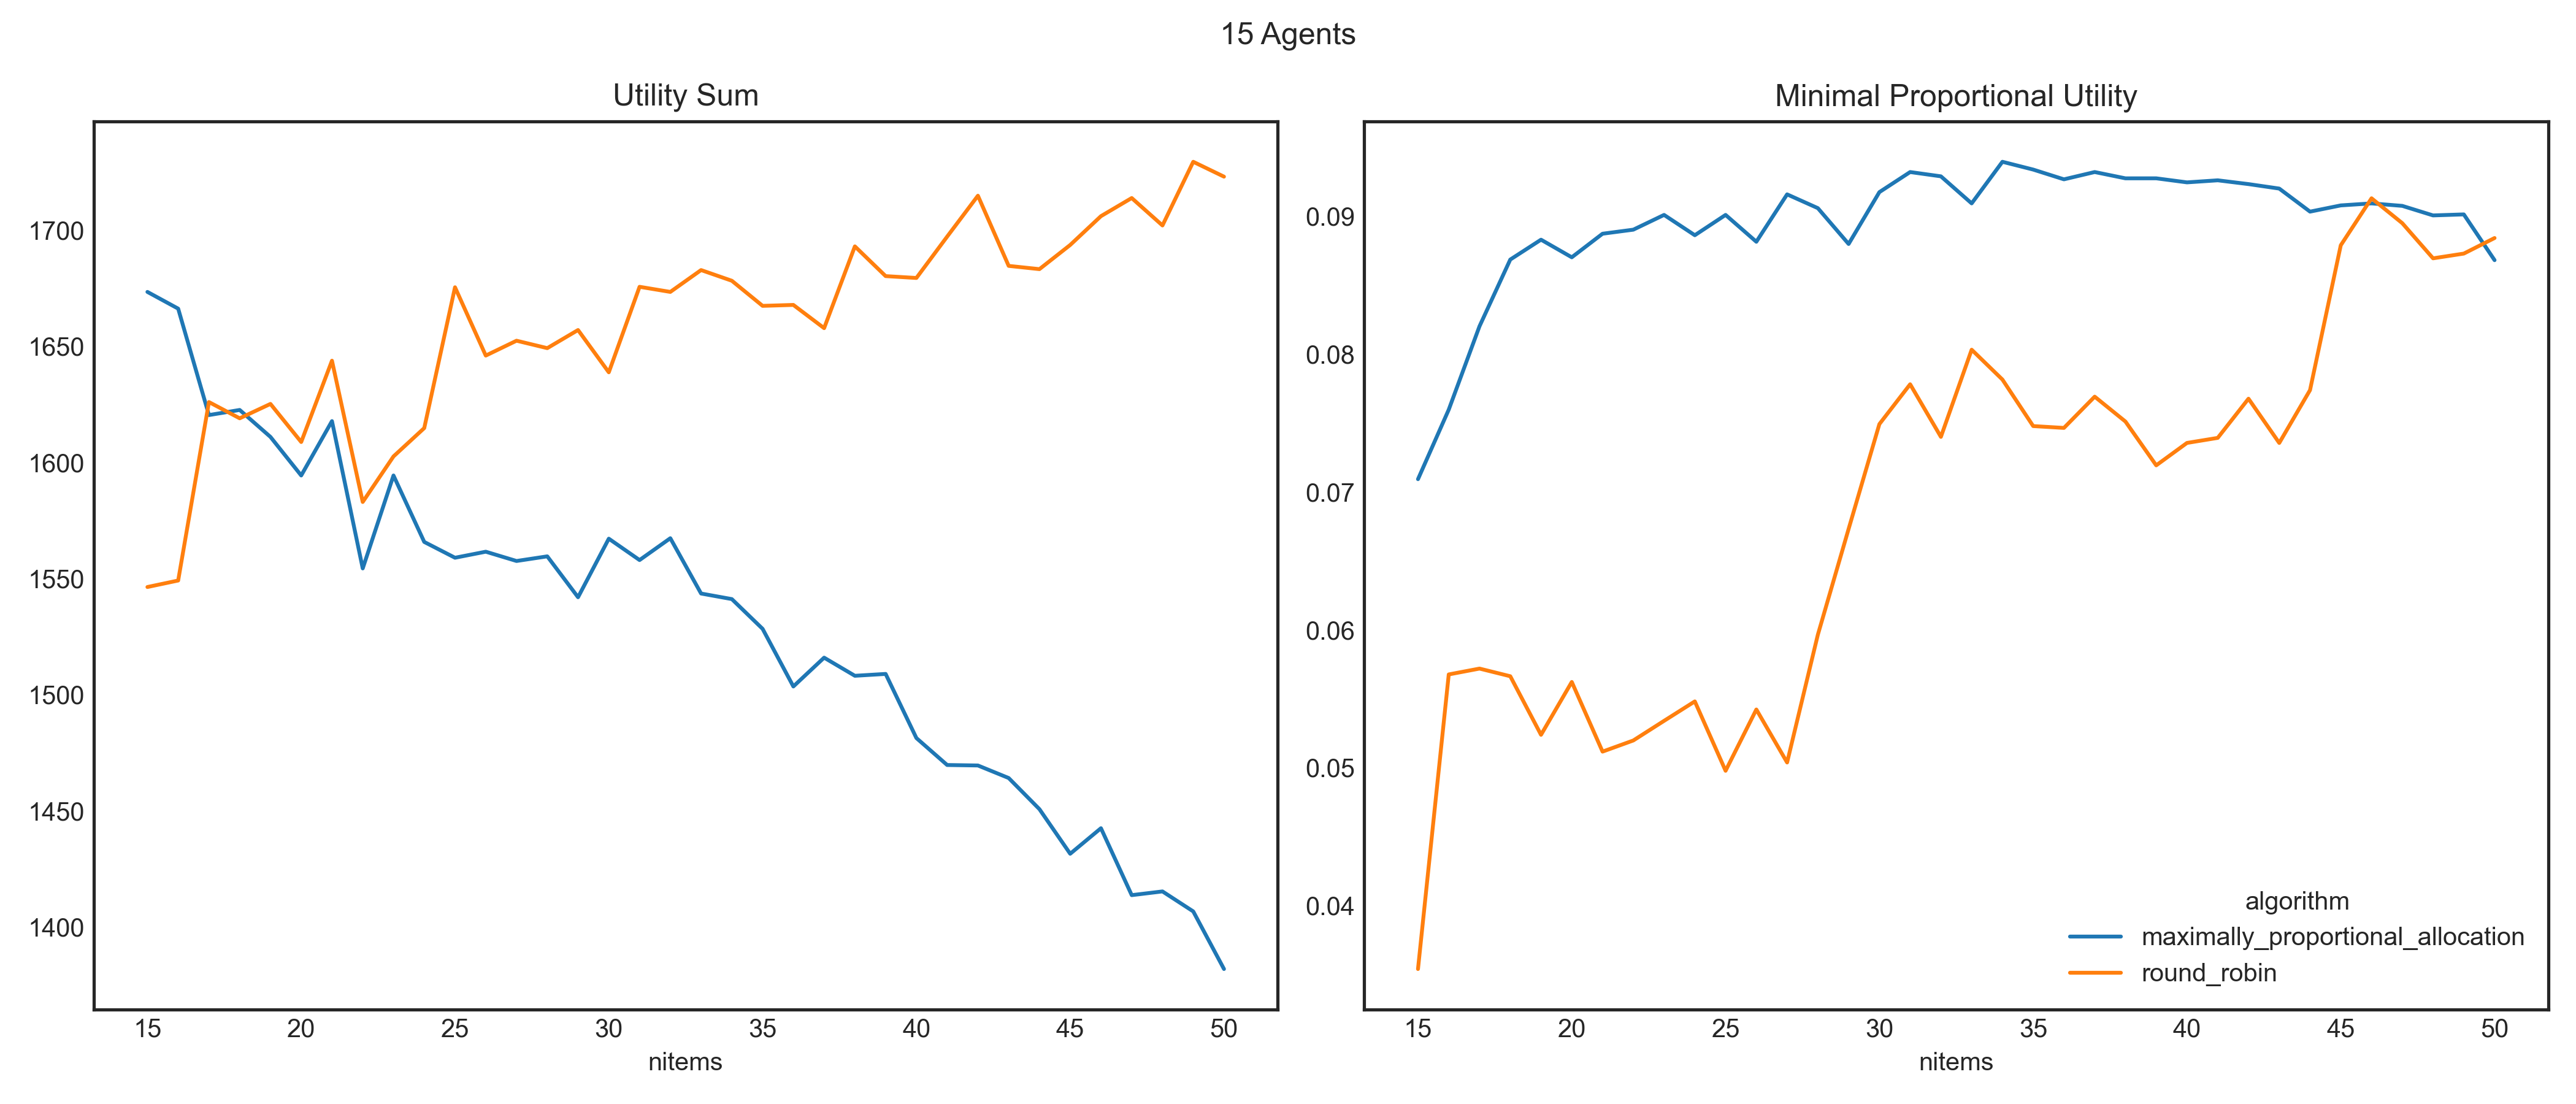 15 Agents
Utility Sum
1700
1650
1600
1550
1500
1450
1400
15 20 25 30 35 40 45 50
nitems
Minimal Proportional Utility
0.09
0.08
0.07
0.06
0.05
0.04
algorithm
maximally_proportional_allocation
round_robin
15 20 25 30 35 40 45 50
nitems